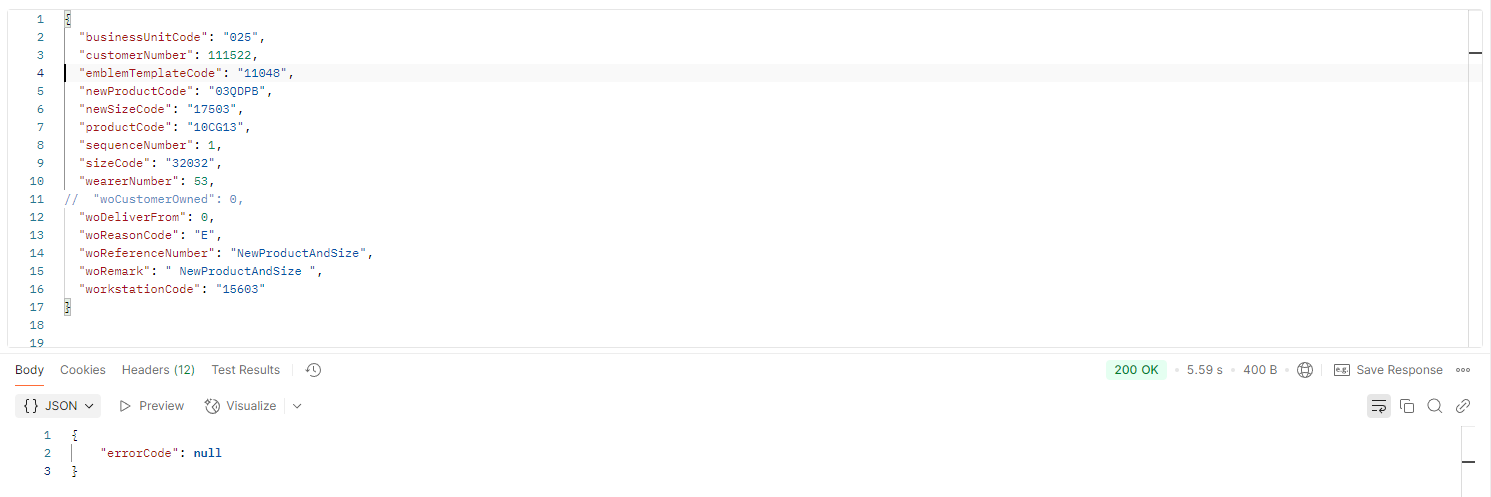 1 {
2 "businessUnitCode": "025",
3 "customerNumber": 111522,
4 "emblemTemplateCode": "11048",
5 "newProductCode": "03QDPB",
6 "newSizeCode": "17503",
7 "productCode": "10CG13",
8 "sequenceNumber": 1,
9 "sizeCode": "32032",
10 "wearerNumber": 53,
11 // "woCustomerOwned": 0,
12 "woDeliverFrom": 0,
13 "woReasonCode": "E",
14 "woReferenceNumber": "NewProductAndSize",
15 "woRemark": " NewProductAndSize ",
16 "workstationCode": "15603"
17 }
18
19
Body Cookies Headers (12) Test Results 200 OK 5.59 s 400 B e.g. Save Response
{} JSON Preview Visualize
1 {
2 "errorCode": null
3 }